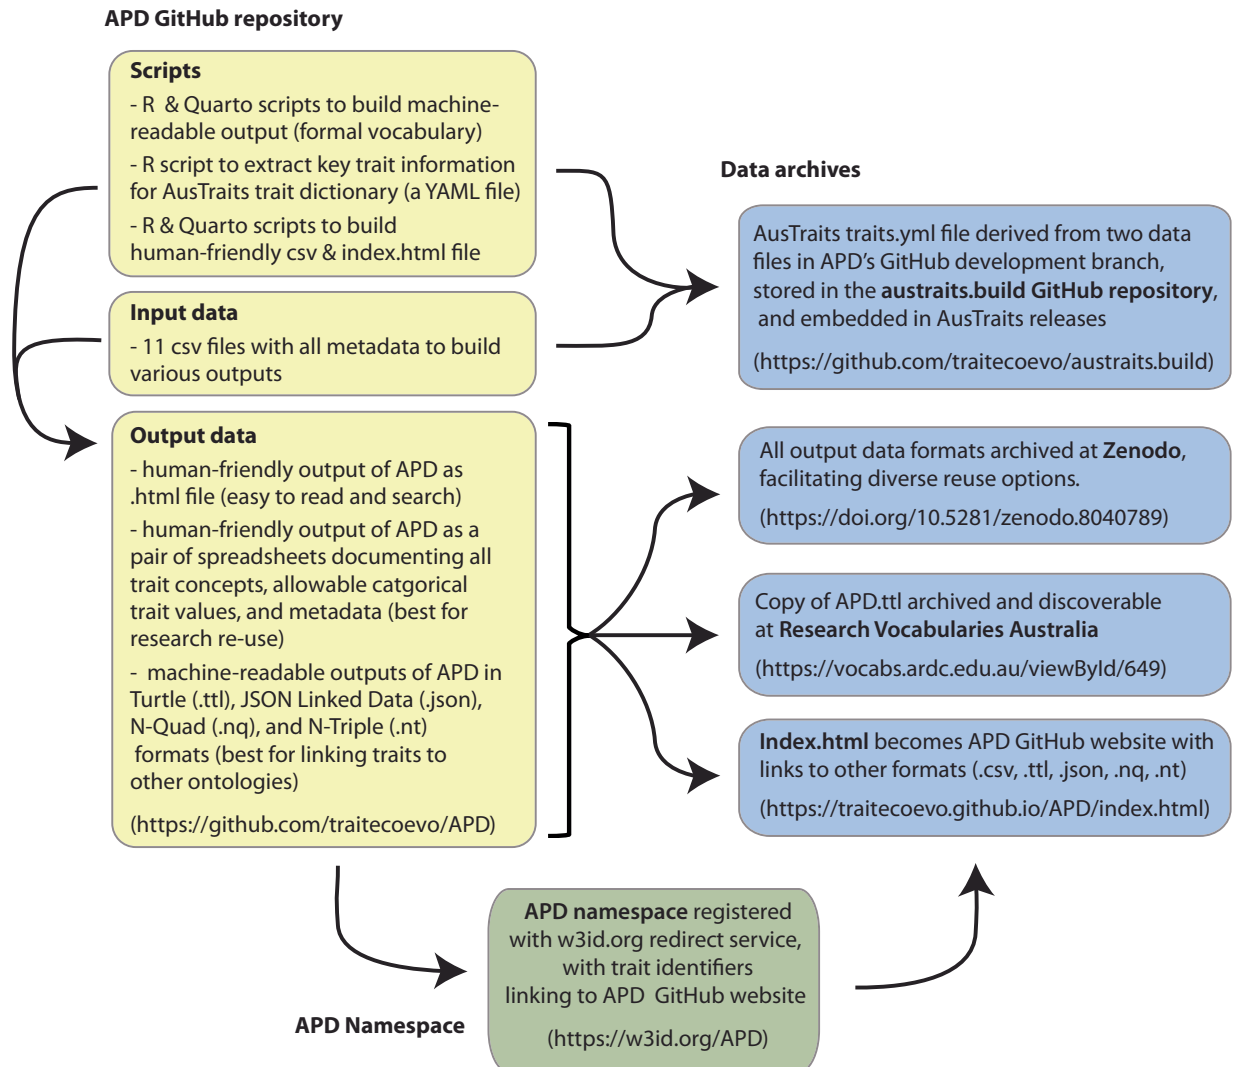 APD GitHub repository
Scripts
- R & Quarto scripts to build machine-
readable output (formal vocabulary)
- R script to extract key trait information
for AusTraits trait dictionary (a YAML file)
- R & Quarto scripts to build
human-friendly csv & index.html file
Input data
- 11 csv files with all metadata to build
various outputs
Output data
- human-friendly output of APD as
.html file (easy to read and search)
- human-friendly output of APD as a
pair of spreadsheets documenting all
trait concepts, allowable catgorical
trait values, and metadata (best for
research re-use)
- machine-readable outputs of APD in
Turtle (.ttl), JSON Linked Data (.json),
N-Quad (.nq), and N-Triple (.nt)
formats (best for linking traits to
other ontologies)
(https://github.com/traitecoevo/APD)
Data archives
AusTraits traits.yml file derived from two data
files in APD's GitHub development branch,
stored in the austraits.build GitHub repository,
and embedded in AusTraits releases
(https://github.com/traitecoevo/austraits.build)
All output data formats archived at Zenodo,
facilitating diverse reuse options.
(https://doi.org/10.5281/zenodo.8040789)
Copy of APD.ttl archived and discoverable
at Research Vocabularies Australia
(https://vocabs.ardc.edu.au/viewById/649)
Index.html becomes APD GitHub website with
links to other formats (.csv, .ttl, .json, .nq, .nt)
(https://traitecoevo.github.io/APD/index.html)
APD namespace registered
with w3id.org redirect service,
with trait identifiers
linking to APD GitHub website
(https://w3id.org/APD)
APD Namespace